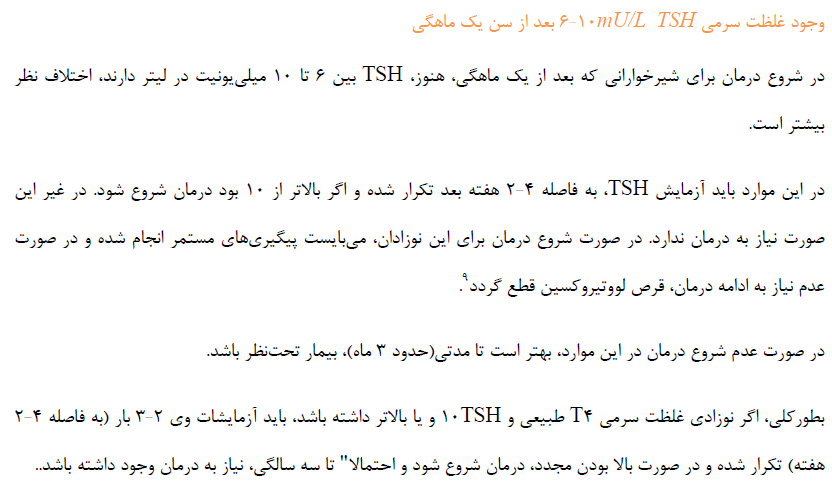 وجود غلظت سرمی TSH ۶-۱۰mU/L بعد از سن یک ماهگی
در شروع درمان برای شیرخوارانی که بعد از یک ماهگی، هنوز، TSH بین ۶ تا ۱۰ میلی‌یونیت در لیتر دارند، اختلاف نظر
بیشتر است.
در این موارد باید آزمایش TSH، به فاصله ۴-۲ هفته بعد تکرار شده و اگر بالاتر از ۱۰ بود درمان شروع شود. در غیر این
صورت نیاز به درمان ندارد. در صورت شروع درمان برای این نوزادان، می‌بایست پیگیری‌های مستمر انجام شده و در صورت
عدم نیاز به ادامه درمان، قرص لووتیروکسین قطع گردد۹.
در صورت عدم شروع درمان در این موارد، بهتر است تا مدتی(حدود ۳ ماه)، بیمار تحت‌نظر باشد.
بطورکلی، اگر نوزادی غلظت سرمی T۴ طبیعی و ۱۰TSH و یا بالاتر داشته باشد، باید آزمایشات وی ۲-۳ بار (به فاصله ۴-۲
هفته) تکرار شده و در صورت بالا بودن مجدد، درمان شروع شود و احتمالا" تا سه سالگی، نیاز به درمان وجود داشته باشد..